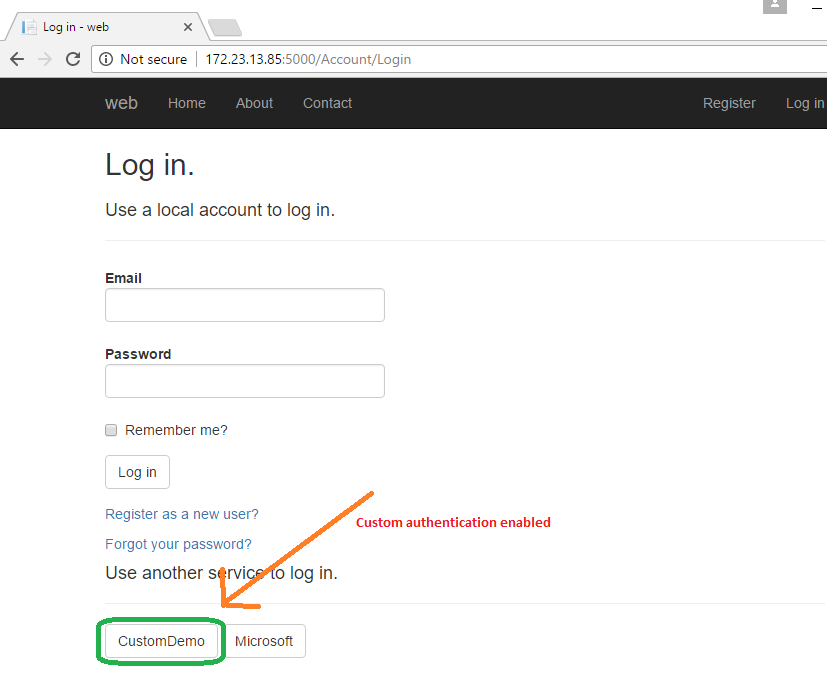 Log in - web
Not secure 172.23.13.85:5000/Account/Login
web Home About Contact Register Log in
Log in.
Use a local account to log in.
Email
Password
Remember me?
Log in
Register as a new user?
Custom authentication enabled
Forgot your password?
Use another service to log in.
CustomDemo Microsoft